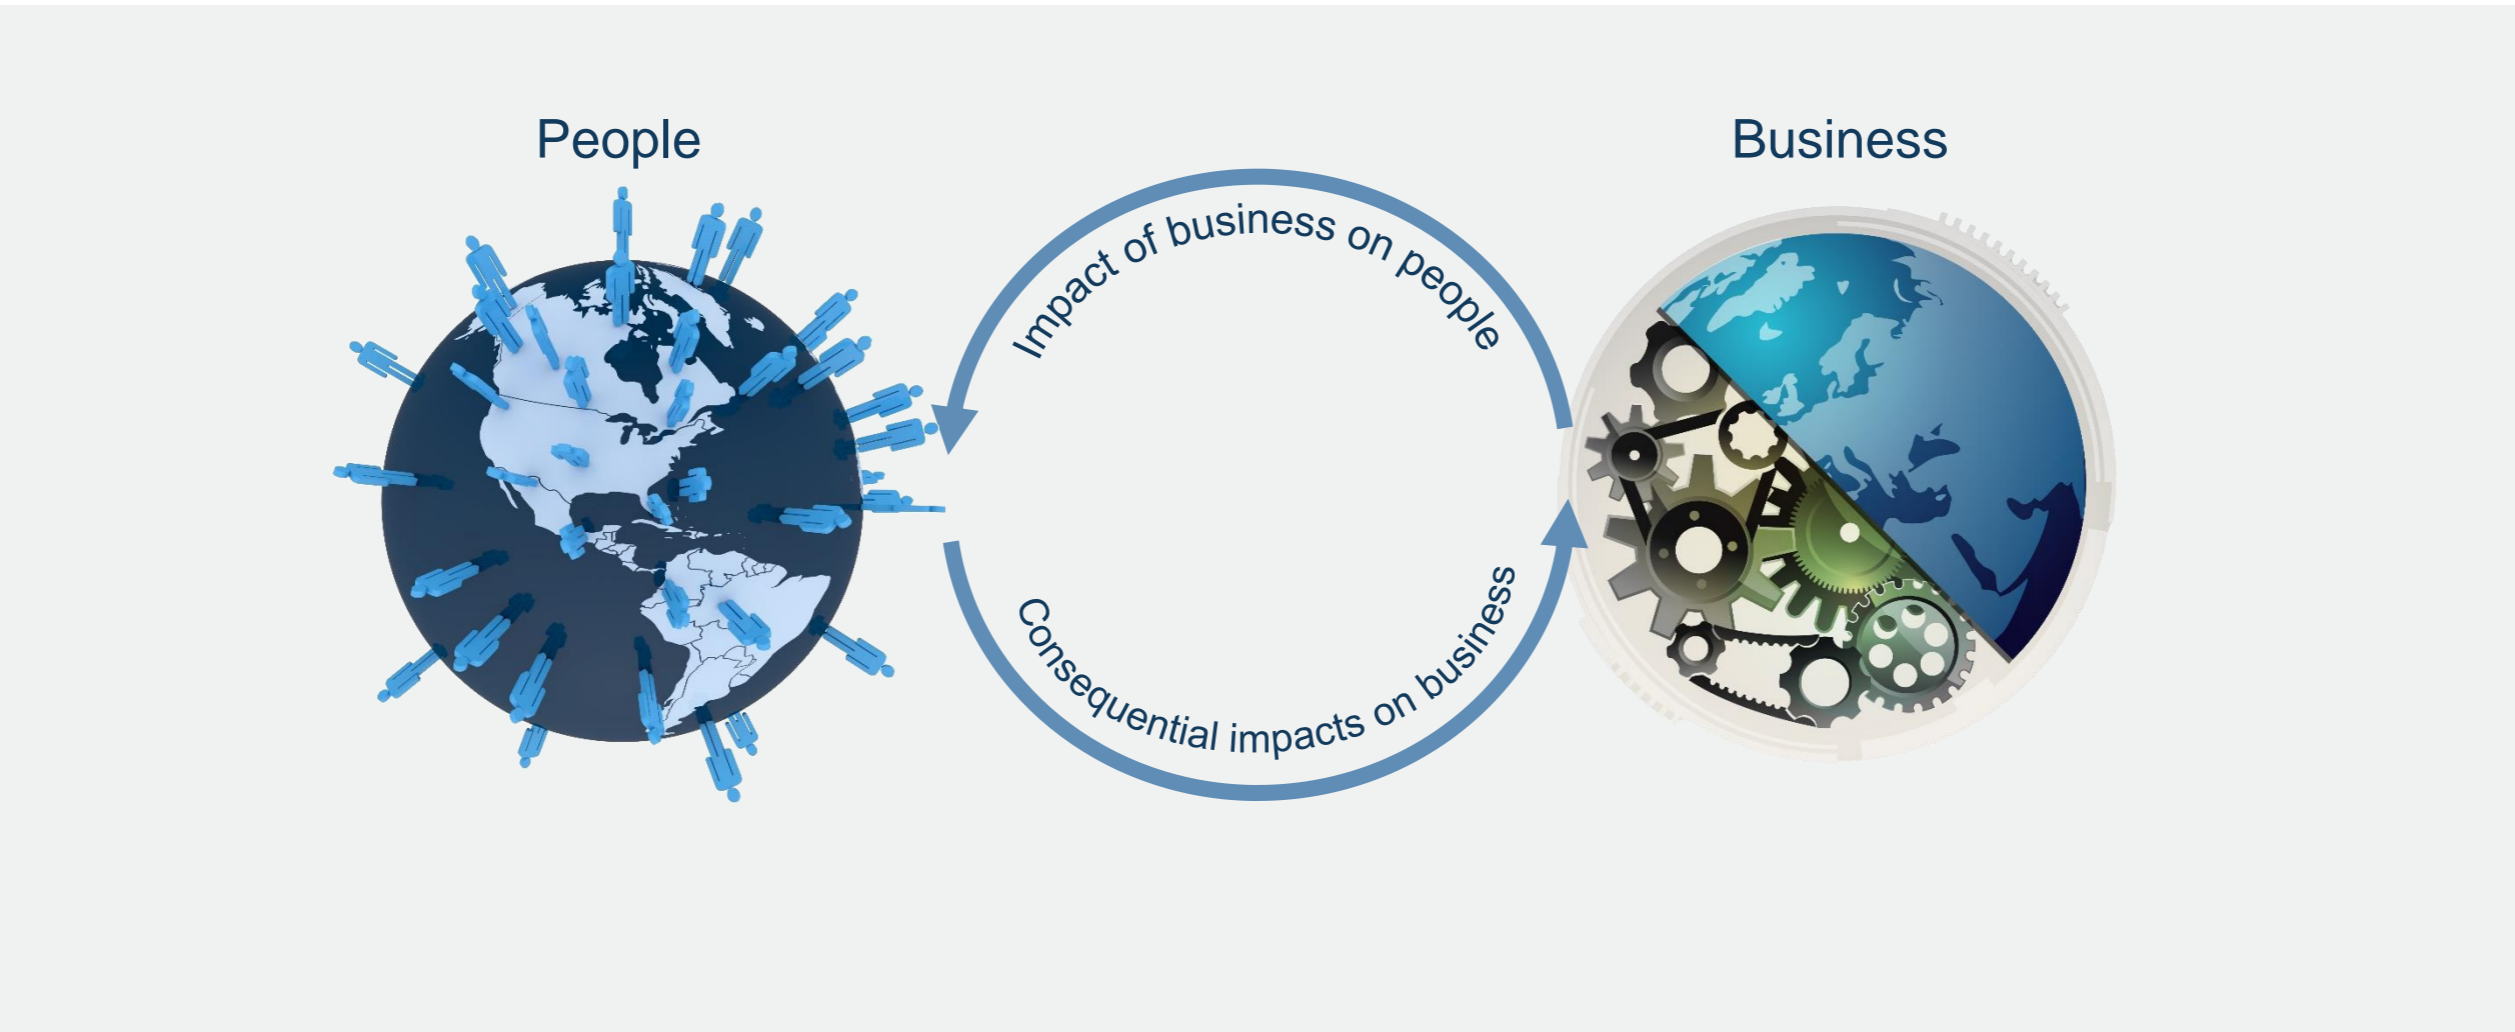 People
Business
Impact of business on people
Consequential impacts on business